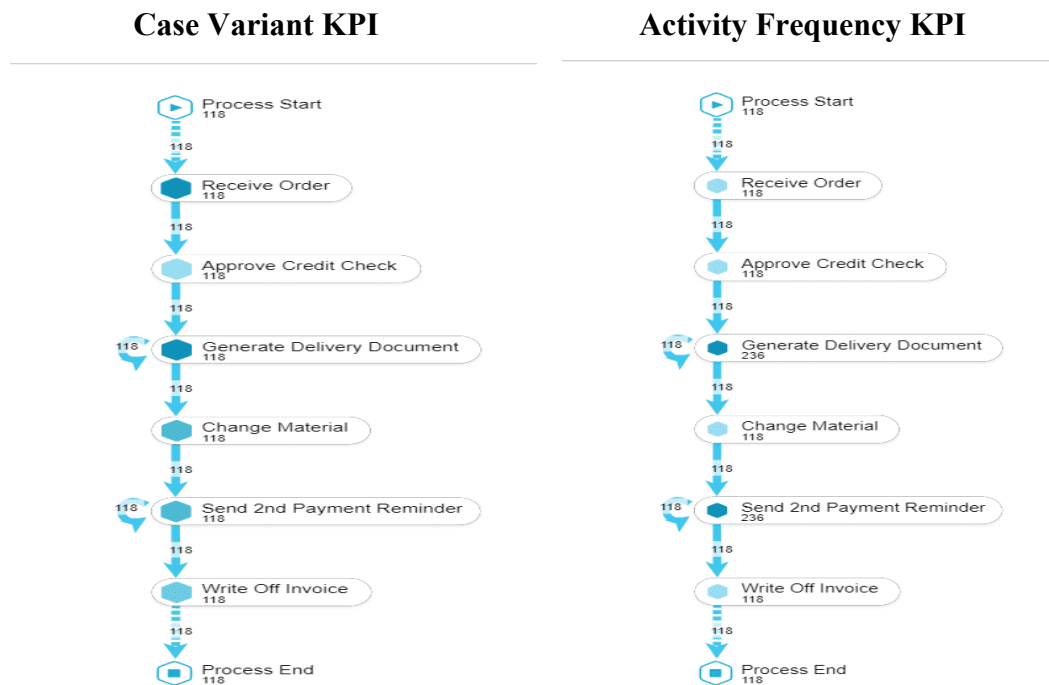 Case Variant KPI
Process Start
118
118
Receive Order
118
118
Approve Credit Check
118
118
118
Generate Delivery Document
118
118
Change Material
118
118
118
Send 2nd Payment Reminder
118
118
Write Off Invoice
118
118
Process End
118
Activity Frequency KPI
Process Start
118
118
Receive Order
118
118
Approve Credit Check
118
118
118
Generate Delivery Document
236
118
Change Material
118
118
118
Send 2nd Payment Reminder
236
118
Write Off Invoice
118
118
Process End
118